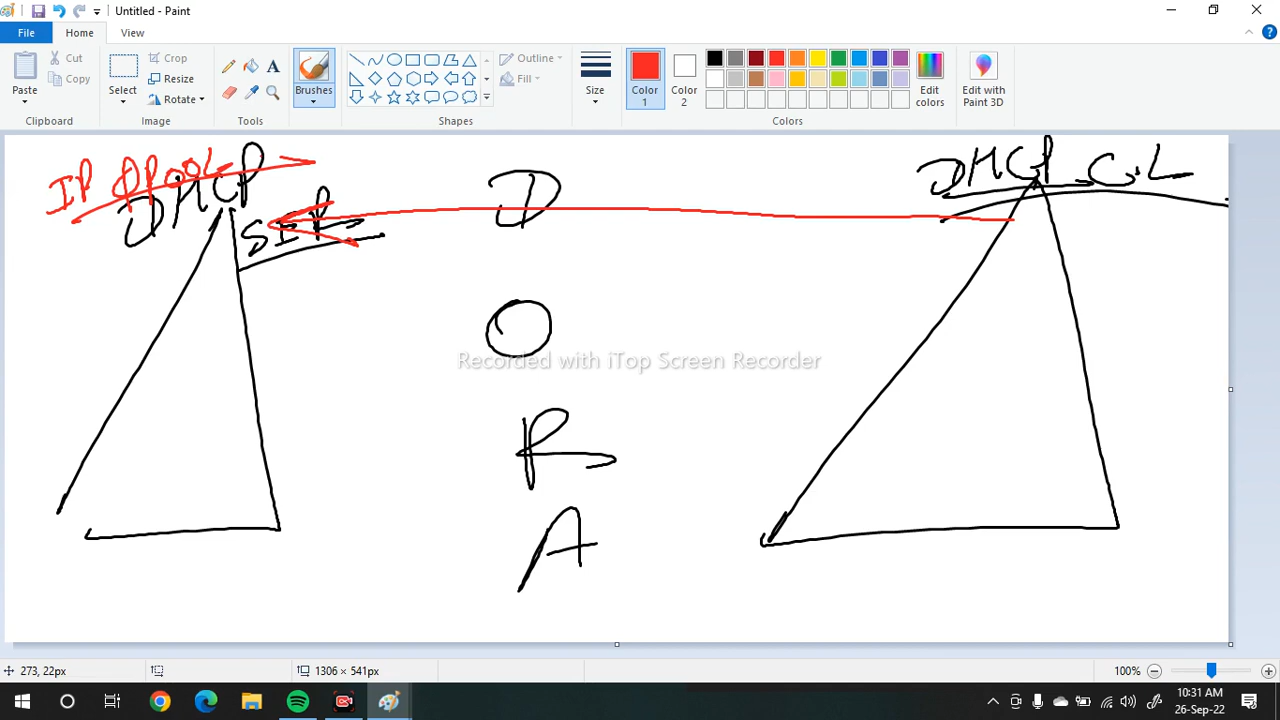 Untitled - Paint
File
Home
View
Paste
Cut
Copy
Clipboard
Select
Crop
Resize
Rotate
Image
Tools
Brushes
Shapes
Outline
Fill
Size
Color 1
Color 2
Colors
Edit colors
Edit with Paint 3D
IP
DHCP
SER
D
DHCP CL
O
Recorded with iTop Screen Recorder
R
A
273, 22px
1306 × 541px
100%
10:31 AM
26-Sep-22